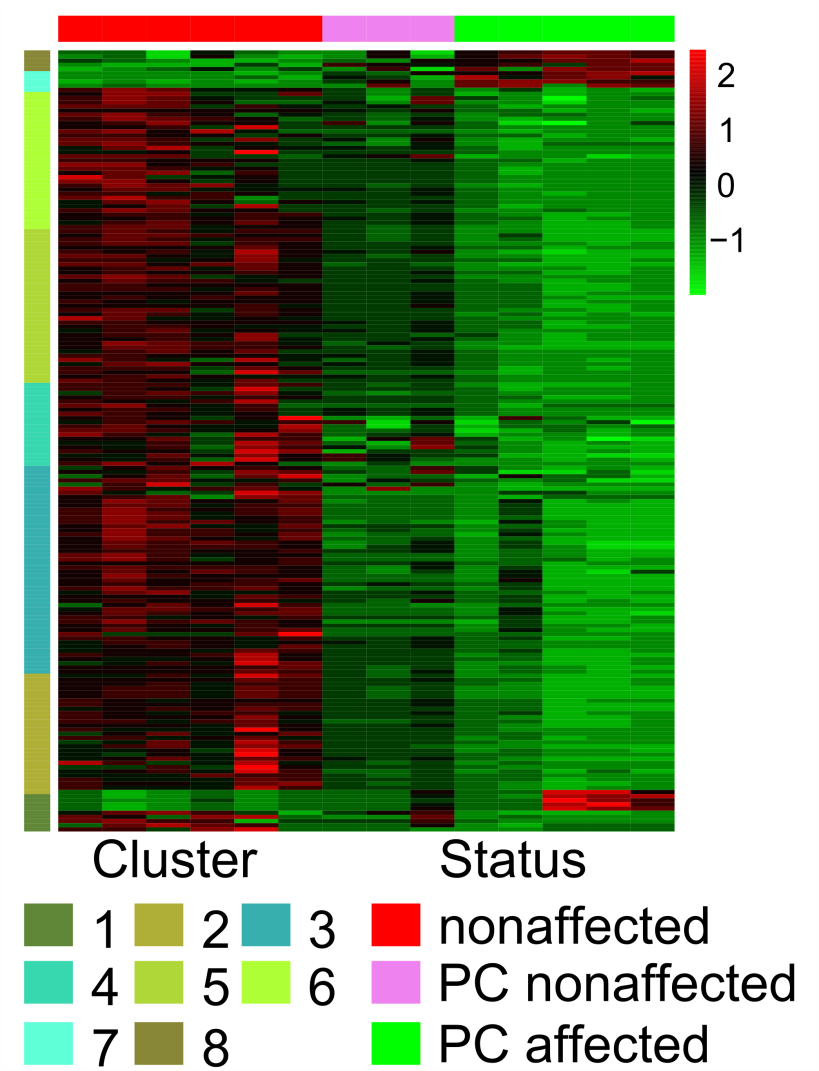 2
1
0
−1
Cluster Status
1 2 3 nonaffected
4 5 6 PC nonaffected
7 8 PC affected